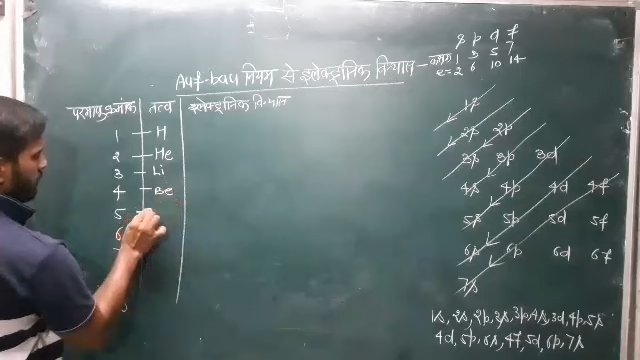 s p d f
कक्षक 1 3 5 7
e = 2 6 10 14
Auf-bau नियम से इलेक्ट्रानिक विन्यास -
परमाणु क्रमांक तत्व इलेक्ट्रानिक विन्यास
1 H
2 He
3 Li
4 Be
5
6
1s
2s 2p
3s 3p 3d
4s 4p 4d 4f
5s 5p 5d 5f
6s 6p 6d 6f
7s
1s, 2s, 2p, 3s, 3p, 4s, 3d, 4p, 5s
4d, 5p, 6s, 4f, 5d, 6p, 7s